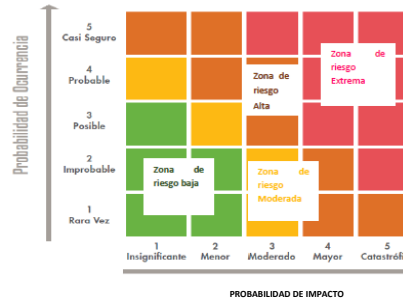 Probabilidad de Ocurrencia
5
Casi Seguro
4
Probable
3
Posible
2
Improbable
1
Rara Vez
Zona de
riesgo
Extrema
Zona de
riesgo
Alta
Zona de
riesgo baja
Zona de
riesgo
Moderada
1
Insignificante
2
Menor
3
Moderado
4
Mayor
5
Catastrófi
PROBABILIDAD DE IMPACTO